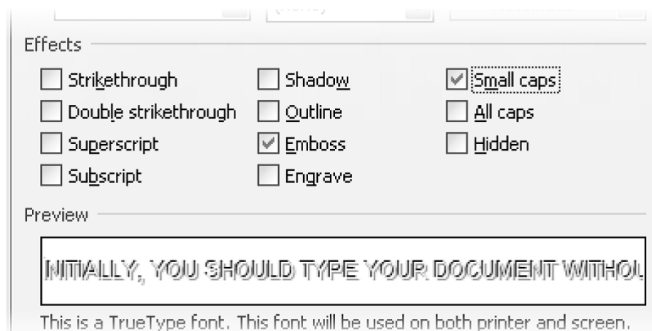 Effects
Strikethrough Shadow Small caps
Double strikethrough Outline All caps
Superscript Emboss Hidden
Subscript Engrave
Preview
NITIALLY, YOU SHOULD TYPE YOUR DOCUMENT WITHOU
This is a TrueType font. This font will be used on both printer and screen.